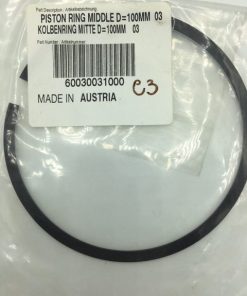 Part Description - Artikelbezeichnung
PISTON RING MIDDLE D=100MM 03
KOLBENRING MITTE D=100MM 03
Part Number / Artikelnummer
60030031000
C3
MADE IN AUSTRIA